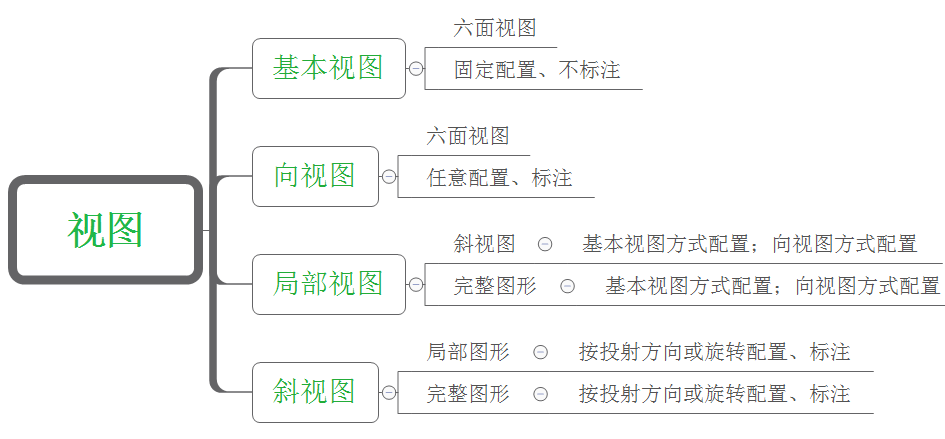 视图
基本视图
六面视图
固定配置、不标注
向视图
六面视图
任意配置、标注
局部视图
斜视图 基本视图方式配置；向视图方式配置
完整图形 基本视图方式配置；向视图方式配置
斜视图
局部图形 按投射方向或旋转配置、标注
完整图形 按投射方向或旋转配置、标注